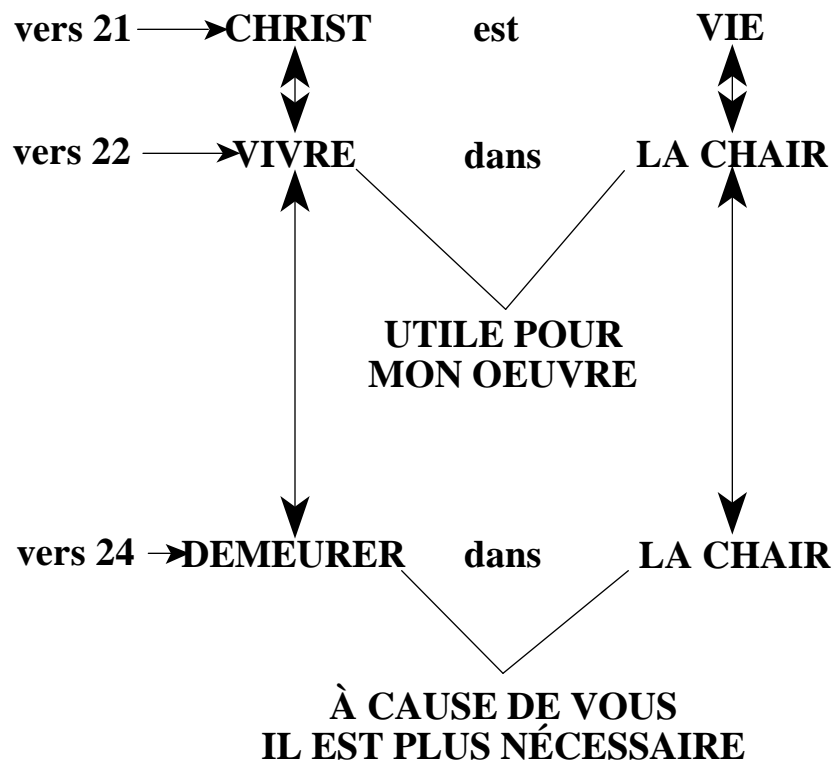 vers 21 CHRIST est VIE
vers 22 VIVRE dans LA CHAIR
UTILE POUR
MON OEUVRE
vers 24 DEMEURER dans LA CHAIR
À CAUSE DE VOUS
IL EST PLUS NÉCESSAIRE